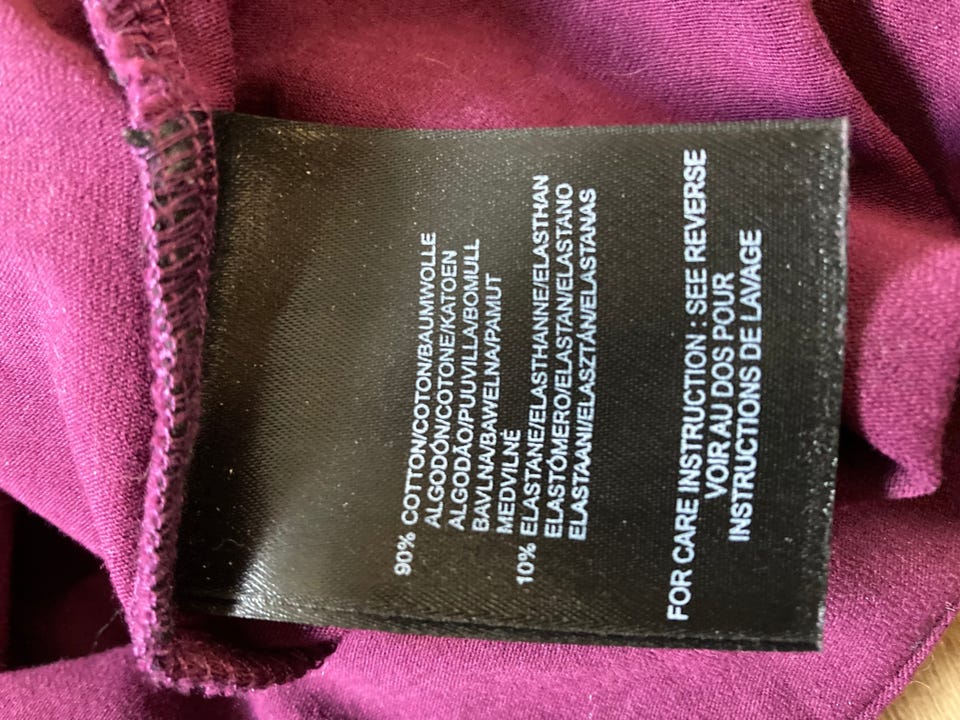 90% COTTON/COTON/BAUMWOLLE
ALGODÓN/COTONE/KATOEN
ALGODÃO/PUUVILLA/BOMULL
BAVLNA/BAWELNA/PAMUT
MEDVILNĖ
10% ELASTANE/ELASTHANNE/ELASTHAN
ELASTÓMERO/ELASTAN/ELASTANO
ELASTAANI/ELASZTÁN/ELASTANAS
FOR CARE INSTRUCTION : SEE REVERSE
VOIR AU DOS POUR
INSTRUCTIONS DE LAVAGE